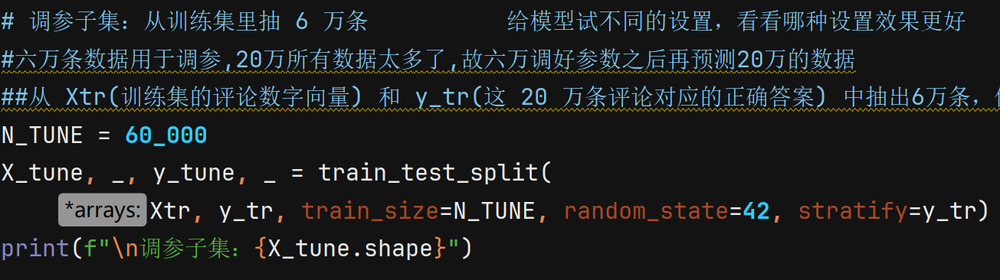 # 调参子集：从训练集里抽 6 万条 给模型试不同的设置，看看哪种设置效果更好
#六万条数据用于调参,20万所有数据太多了,故六万调好参数之后再预测20万的数据
##从 Xtr(训练集的评论数字向量) 和 y_tr(这 20 万条评论对应的正确答案) 中抽出6万条，
N_TUNE = 60_000
X_tune, _, y_tune, _ = train_test_split(
*arrays: Xtr, y_tr, train_size=N_TUNE, random_state=42, stratify=y_tr)
print(f"\n调参子集：{X_tune.shape}")